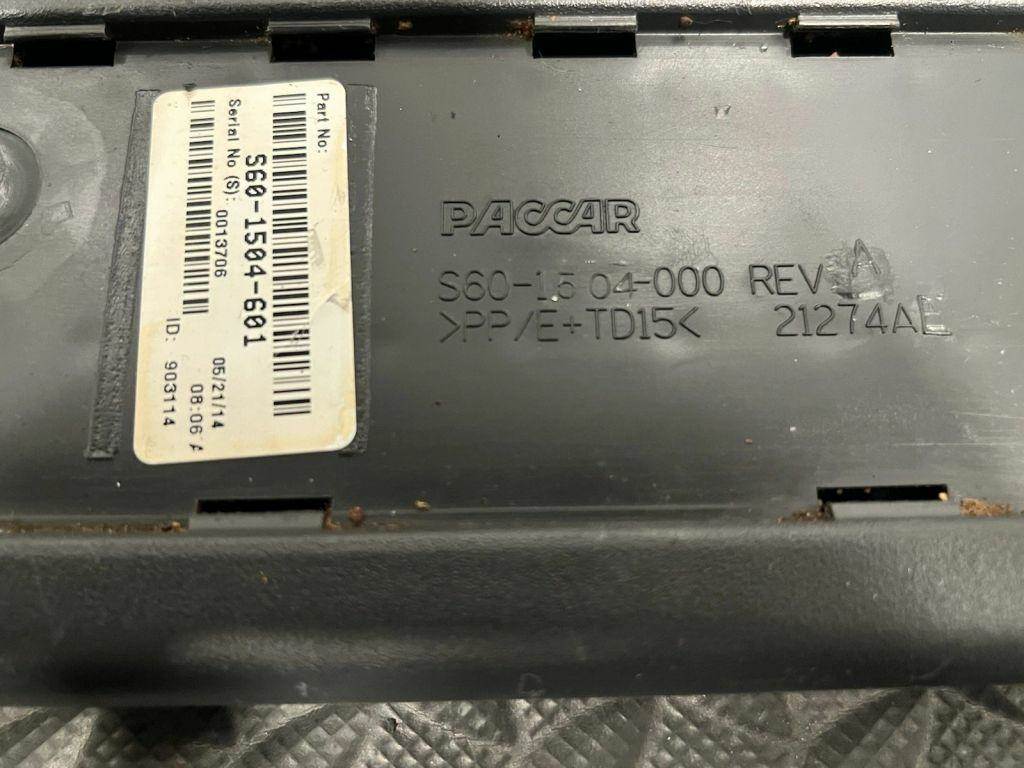 Part No:
S60-1504-601
Serial No (S): 0013706
05/21/14
08:06
ID: 903114
PACCAR
S60-1504-000 REV A
>PP/E+TD15< 21274AE